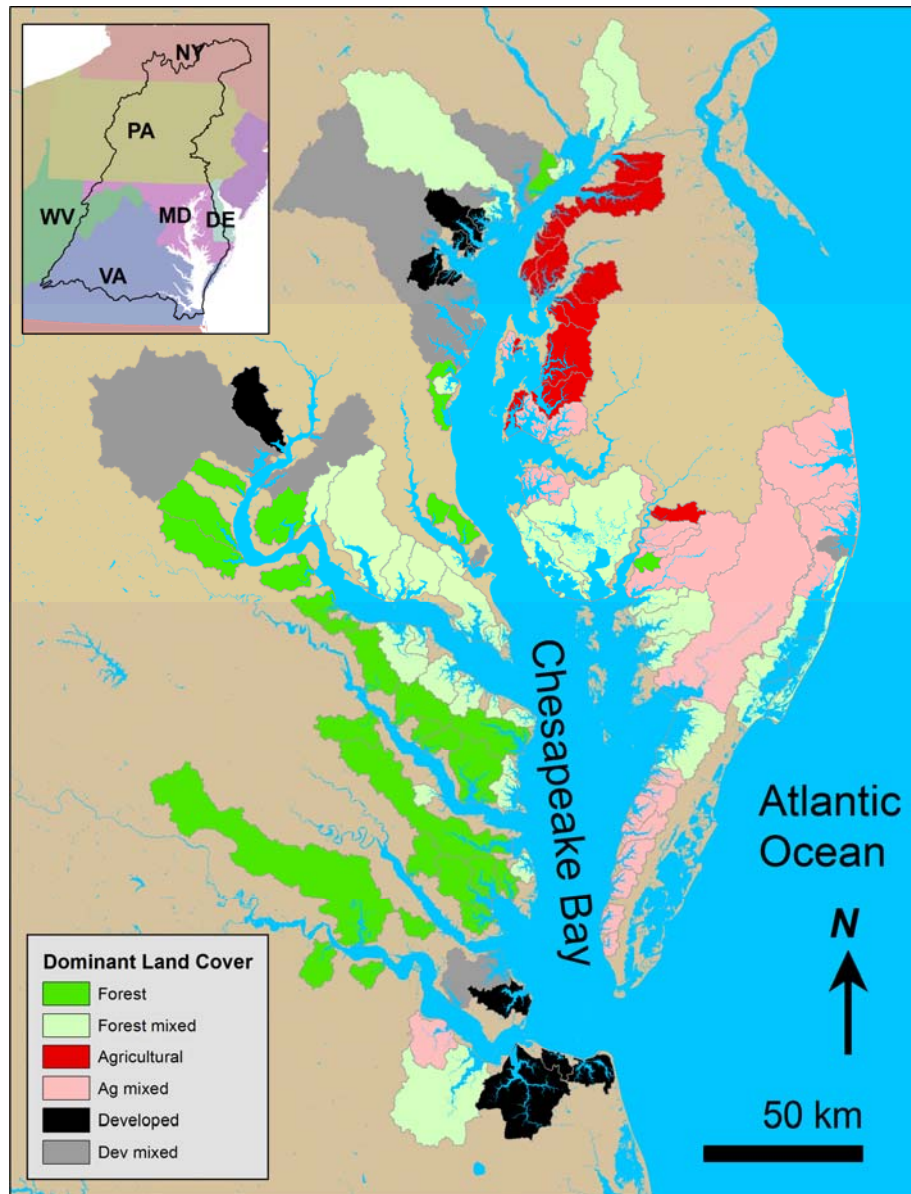 NY
PA
WV
MD
DE
VA
Chesapeake Bay
Atlantic
Ocean
N
50 km
Dominant Land Cover
Forest
Forest mixed
Agricultural
Ag mixed
Developed
Dev mixed